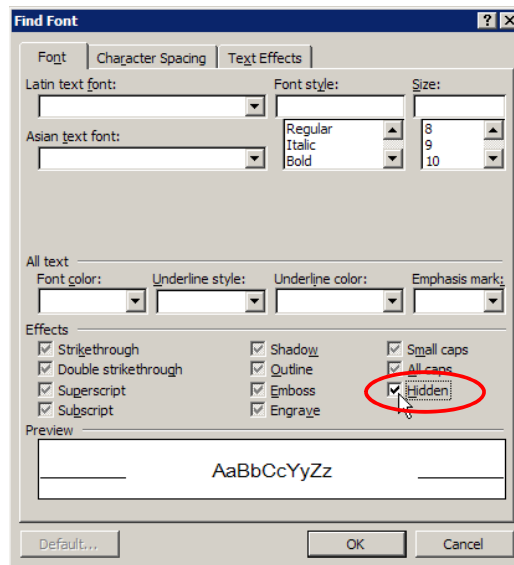 Find Font
Font Character Spacing Text Effects
Latin text font: Font style: Size:
Regular 8
Asian text font: Italic 9
Bold 10
All text
Font color: Underline style: Underline color: Emphasis mark:
Effects
Strikethrough Shadow Small caps
Double strikethrough Outline All caps
Superscript Emboss Hidden
Subscript Engrave
Preview
AaBbCcYyZz
Default... OK Cancel